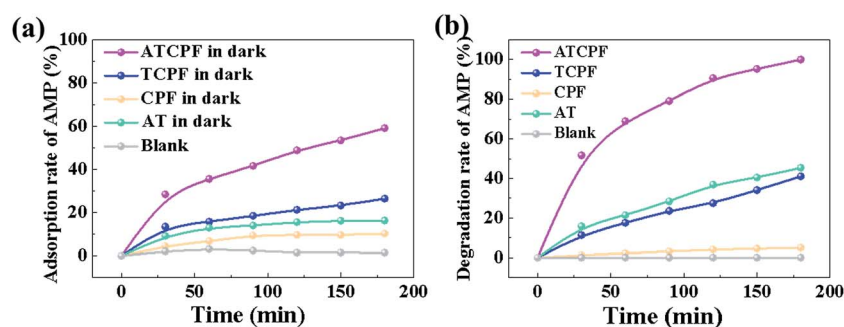 (a)
Adsorption rate of AMP (%)
100
80
60
40
20
0
ATCPF in dark
TCPF in dark
CPF in dark
AT in dark
Blank
0 50 100 150 200
Time (min)
(b)
Degradation rate of AMP (%)
100
80
60
40
20
0
ATCPF
TCPF
CPF
AT
Blank
0 50 100 150 200
Time (min)